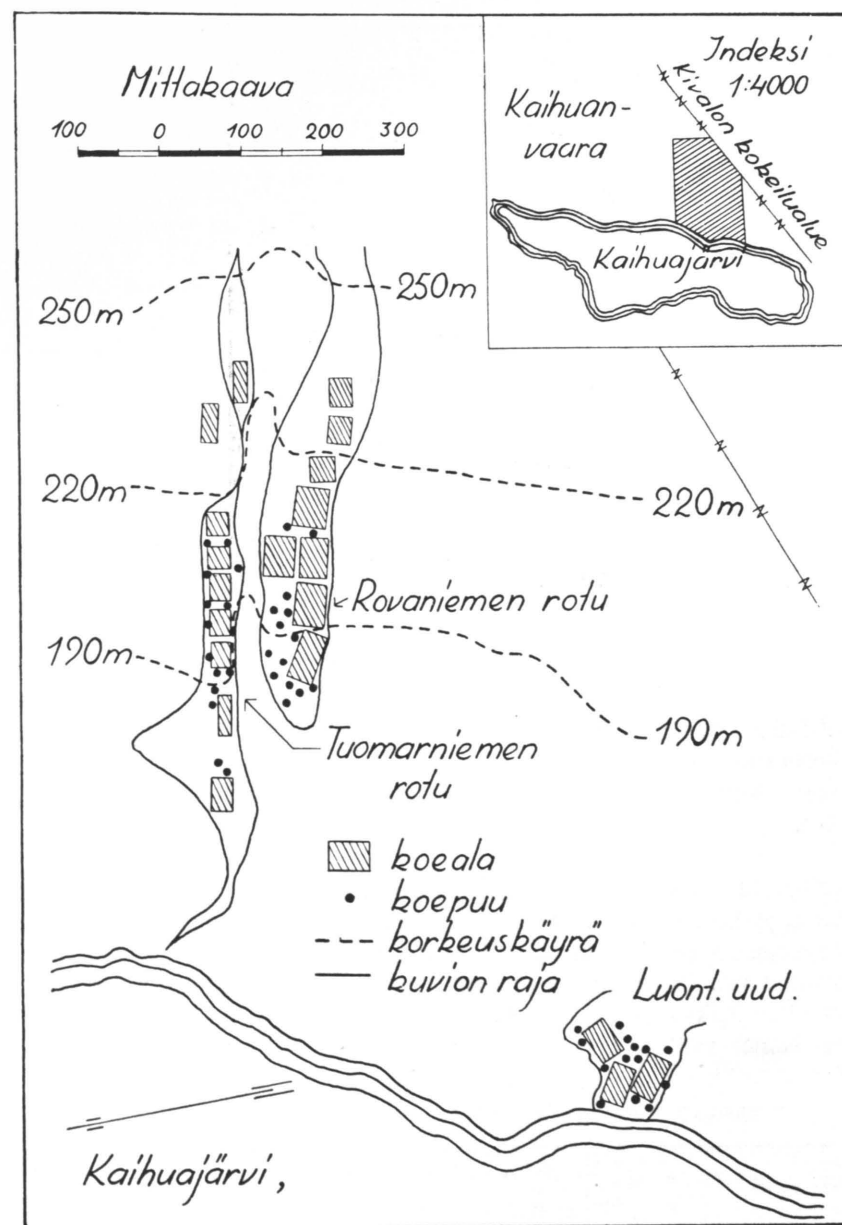 Mittakaava
100 0 100 200 300
Indeksi
1:4000
Kaihuan-
vaara
Kivalon kokeilualue
Kaihuajärvi
250m
250m
220m
220m
Rovaniemen rotu
190m
190m
Tuomarniemen
rotu
koeala
koepuu
korkeuskäyrä
kuvion raja
Luont. uud.
Kaihuajärvi,